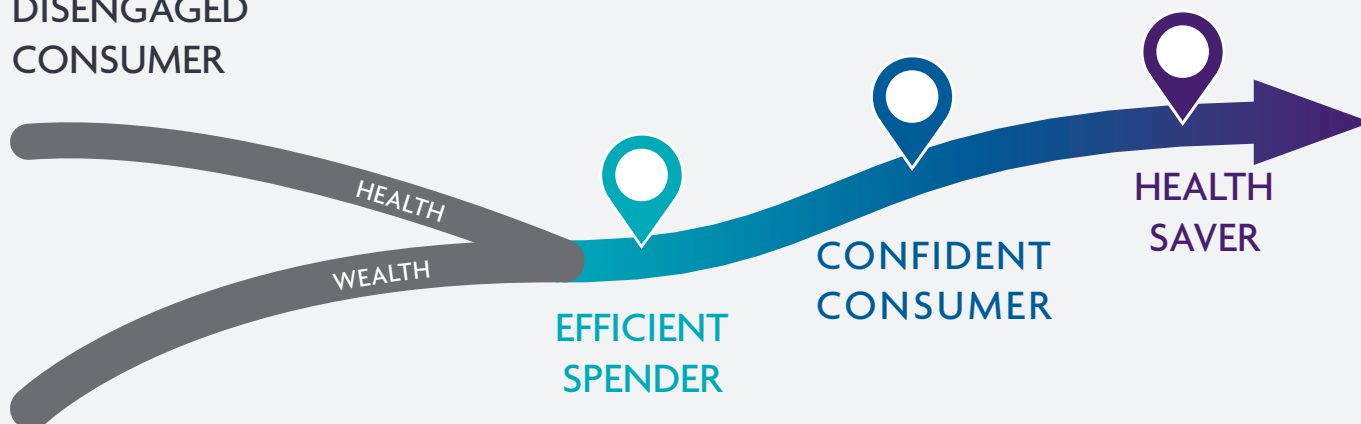 DISENGAGED
CONSUMER
HEALTH
WEALTH
EFFICIENT
SPENDER
CONFIDENT
CONSUMER
HEALTH
SAVER